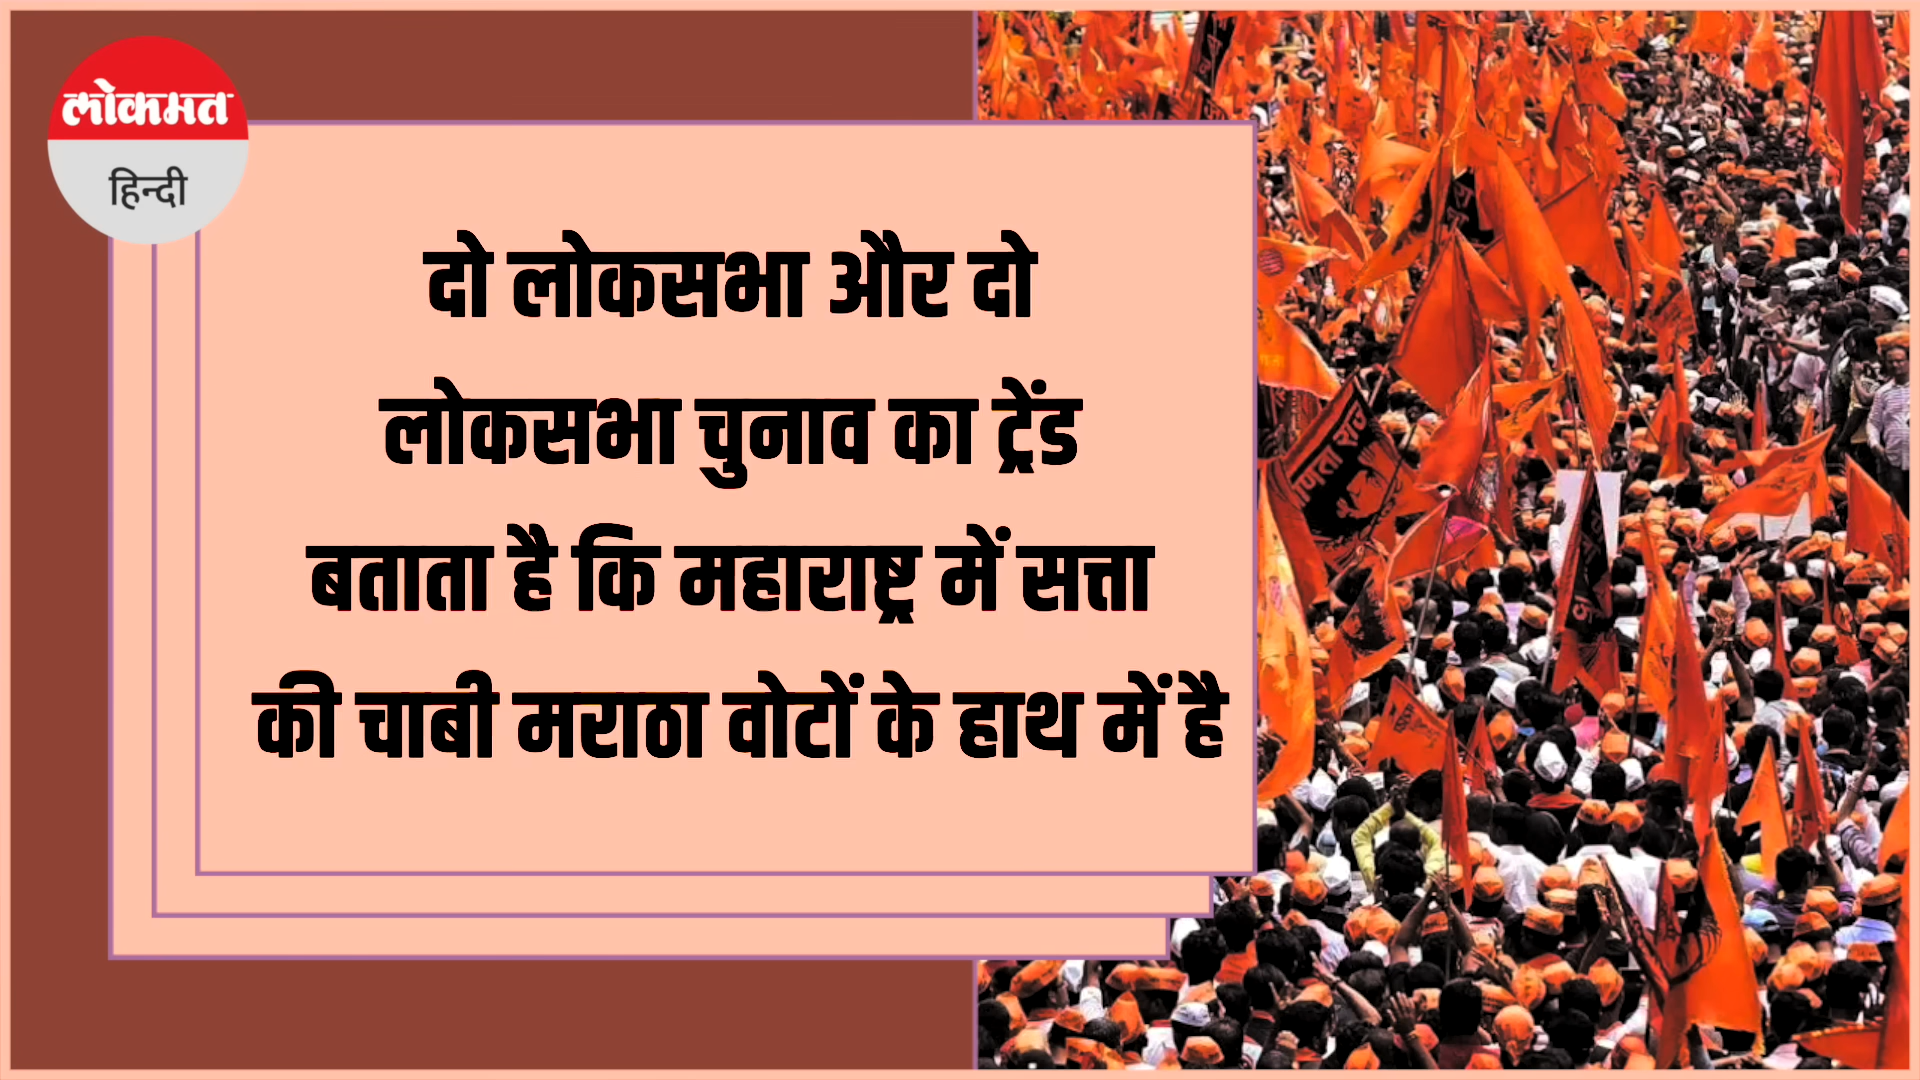 लोकमत
हिन्दी
दो लोकसभा और दो
लोकसभा चुनाव का ट्रेंड
बताता है कि महाराष्ट्र में सत्ता
की चाबी मराठा वोटों के हाथ में है